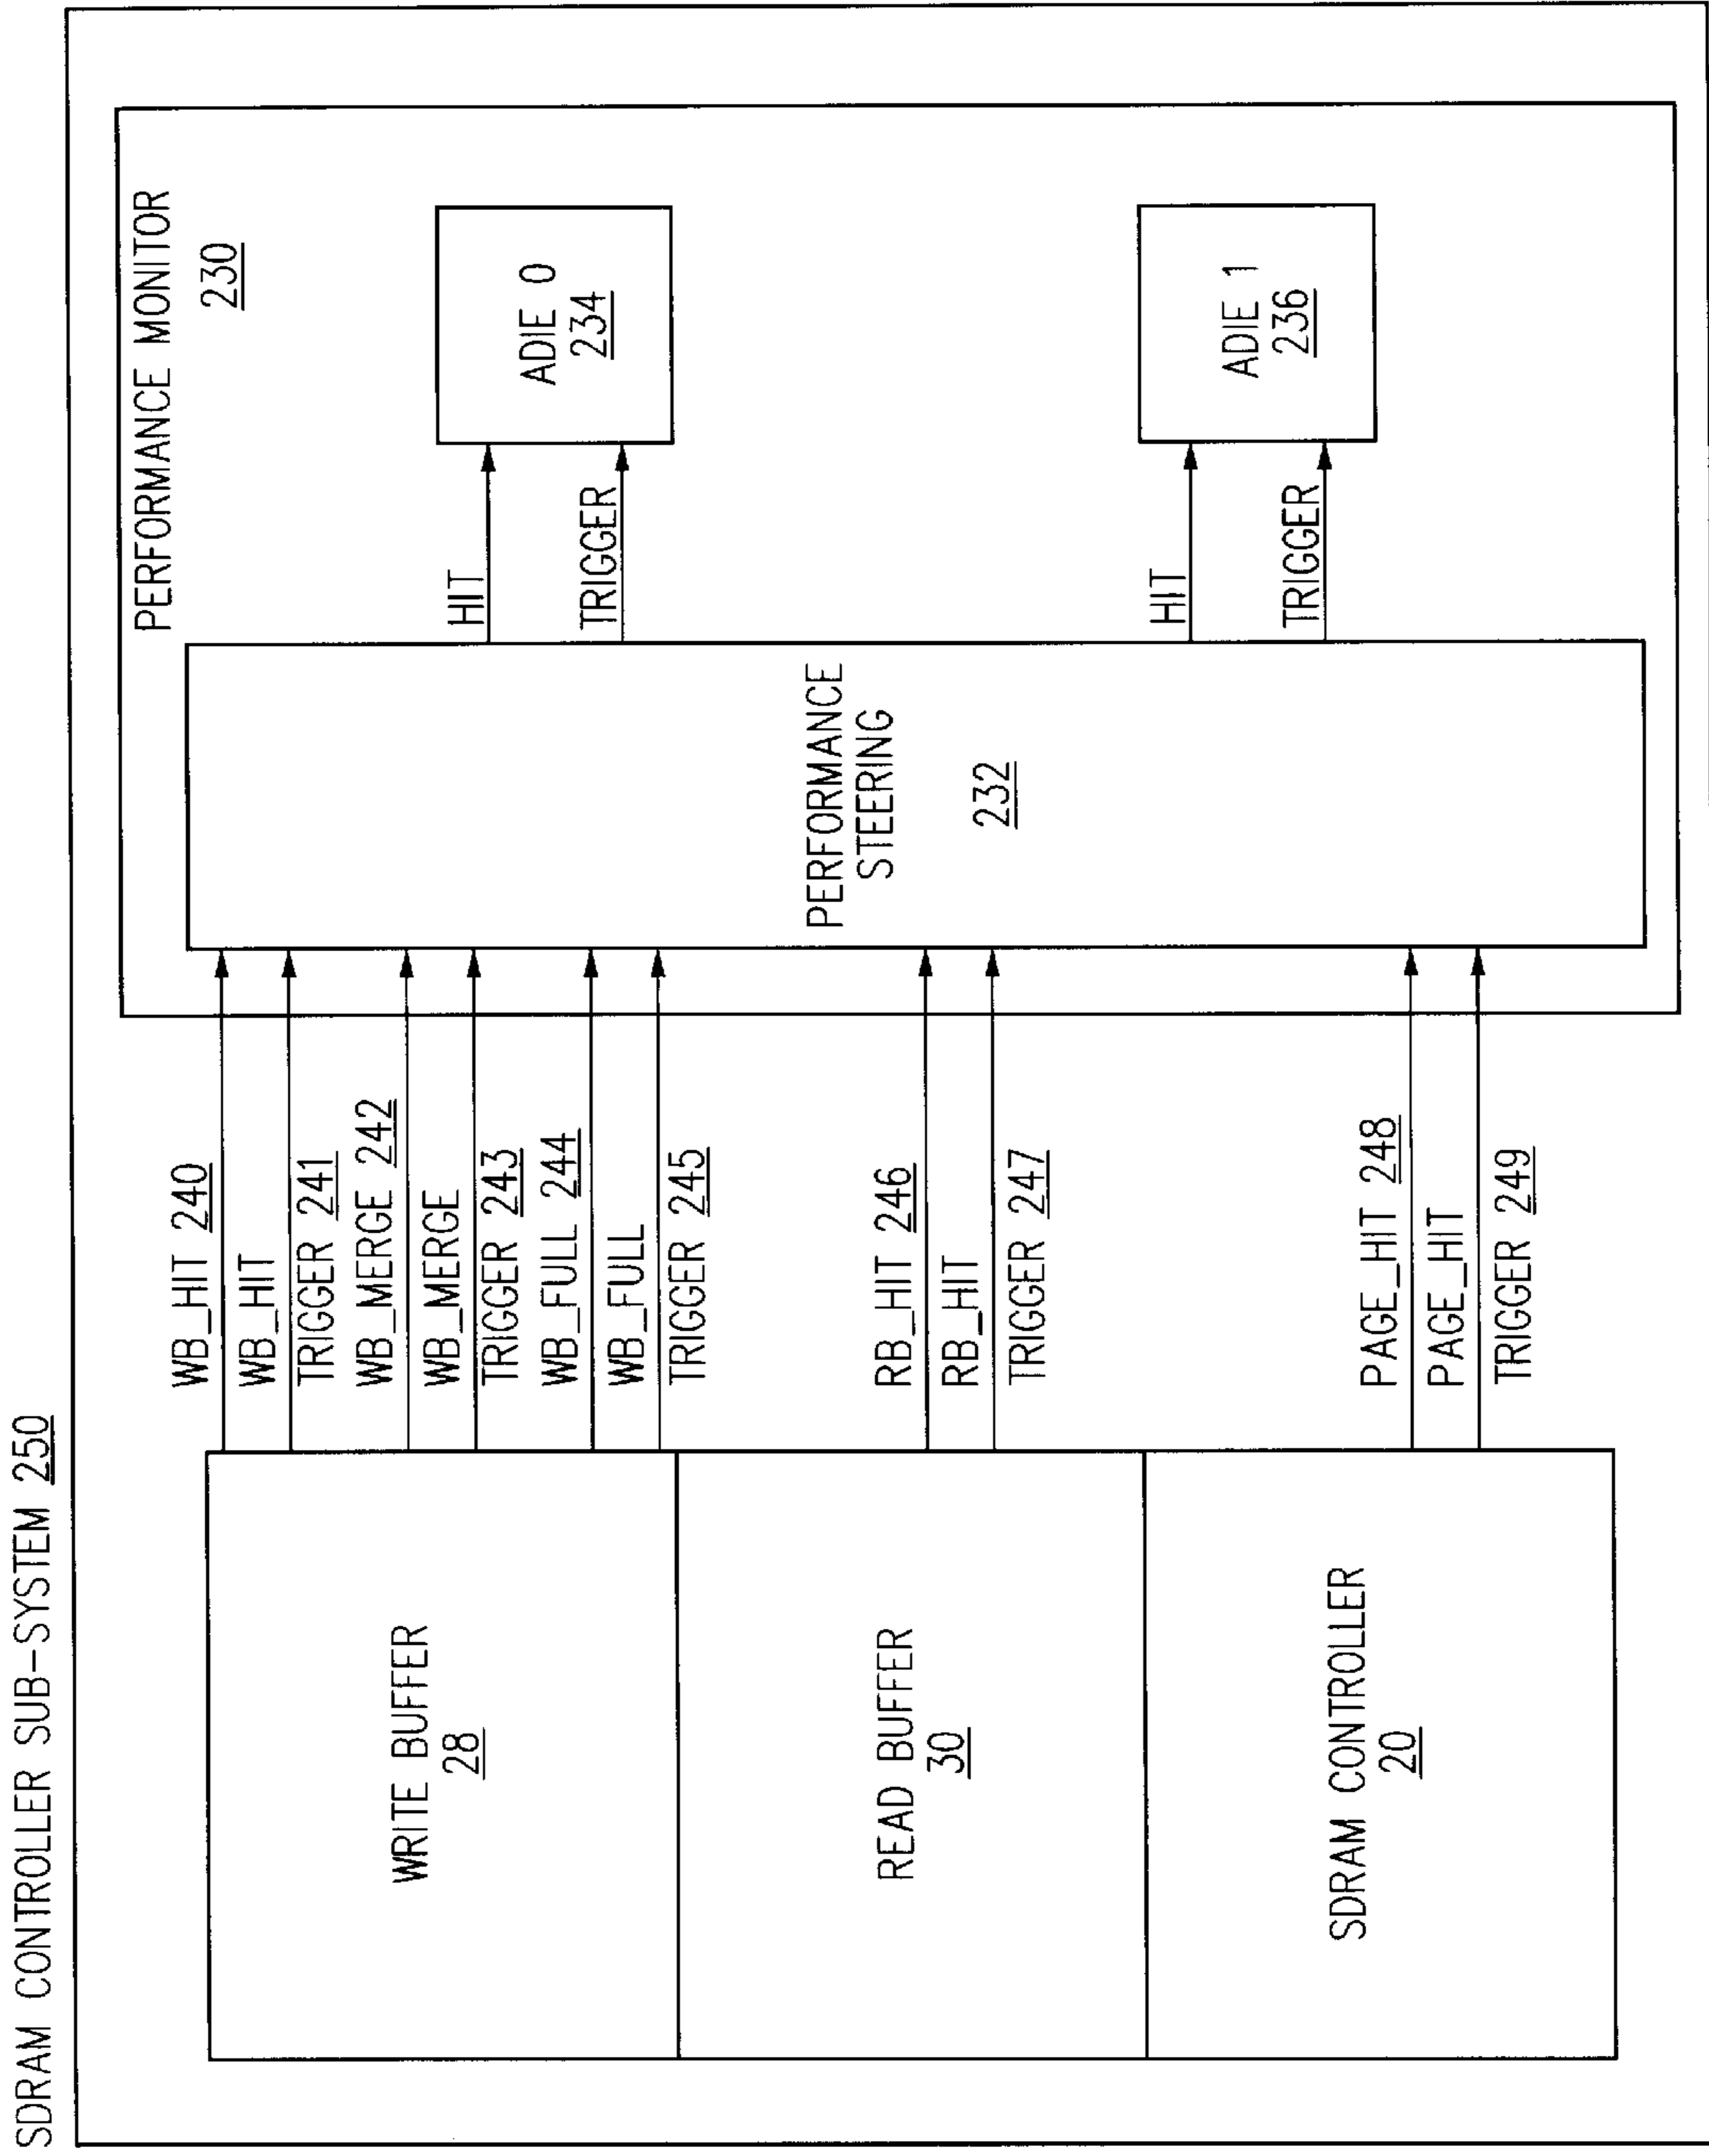 SDRAM CONTROLLER SUB-SYSTEM 250
WRITE BUFFER
28
READ BUFFER
30
SDRAM CONTROLLER
20
WB_HIT 240
WB_HIT
TRIGGER 241
WB_MERGE 242
WB_MERGE
TRIGGER 243
WB_FULL 244
WB_FULL
TRIGGER 245
RB_HIT 246
RB_HIT
TRIGGER 247
PAGE_HIT 248
PAGE_HIT
TRIGGER 249
PERFORMANCE MONITOR
230
PERFORMANCE
STEERING
232
HIT
TRIGGER
HIT
TRIGGER
ADIE 0
234
ADIE 1
236